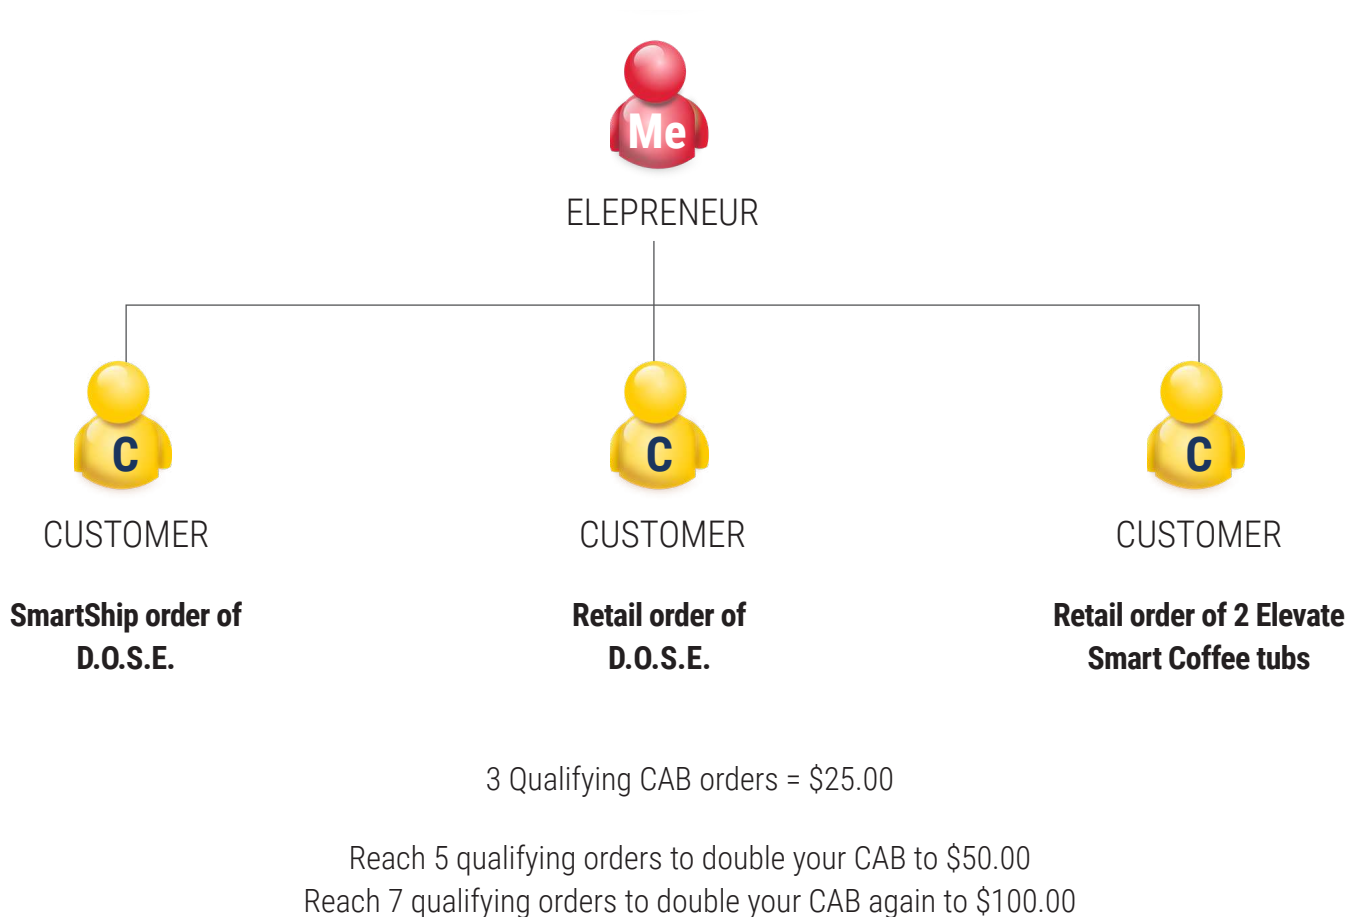 Me
ELEPRENEUR
C
C
C
CUSTOMER
CUSTOMER
CUSTOMER
SmartShip order of
D.O.S.E.
Retail order of
D.O.S.E.
Retail order of 2 Elevate
Smart Coffee tubs
3 Qualifying CAB orders = $25.00
Reach 5 qualifying orders to double your CAB to $50.00
Reach 7 qualifying orders to double your CAB again to $100.00